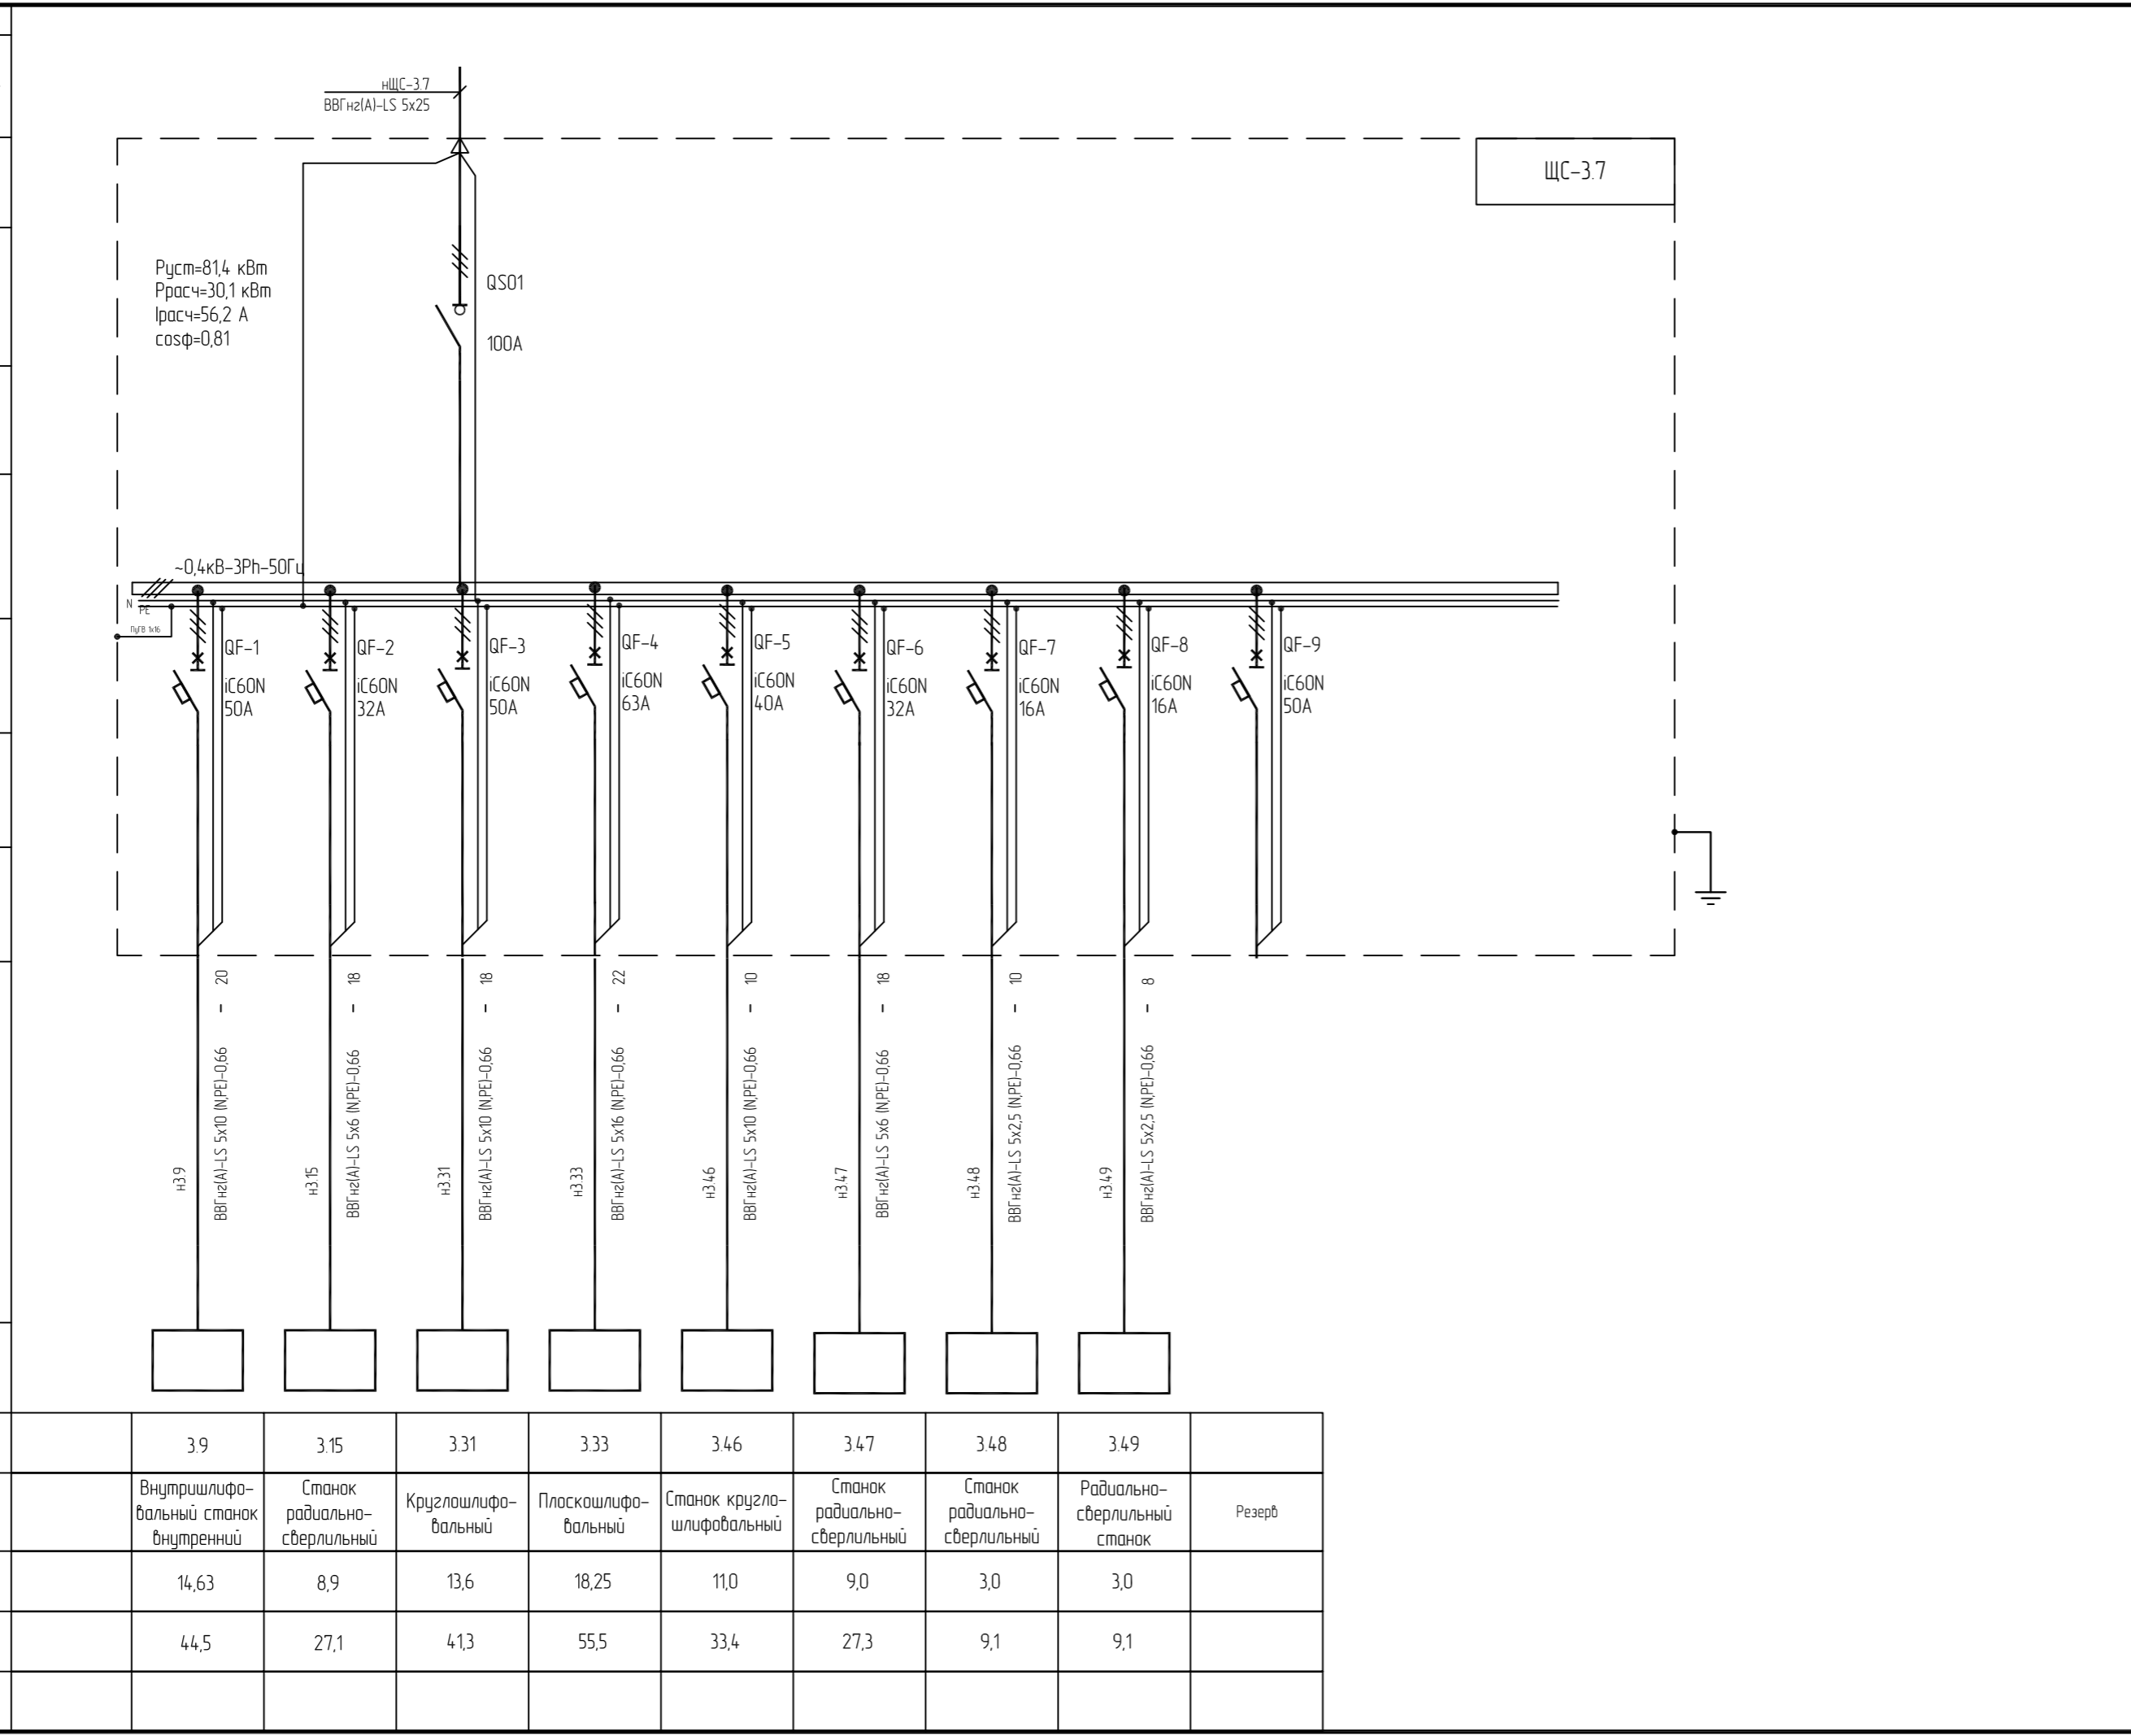 нЩС-3.7
ВВГнг(А)-LS 5х25
ЩС-3.7
Руст=81,4 кВт
Ррасч=30,1 кВт
Iрасч=56,2 А
cosφ=0,81
QS01
100А
~0,4кВ-3Ph-50Гц
N
PE
ПуГВ 1х16
QF-1
iC60N
50А
QF-2
iC60N
32А
QF-3
iC60N
50А
QF-4
iC60N
63А
QF-5
iC60N
40А
QF-6
iC60N
32А
QF-7
iC60N
16А
QF-8
iC60N
16А
QF-9
iC60N
50А
н3.9
ВВГнг(А)-LS 5х10 (N,PE)-0,66 - 20
н3.15
ВВГнг(А)-LS 5х6 (N,PE)-0,66 - 18
н3.31
ВВГнг(А)-LS 5х10 (N,PE)-0,66 - 18
н3.33
ВВГнг(А)-LS 5х16 (N,PE)-0,66 - 22
н3.46
ВВГнг(А)-LS 5х10 (N,PE)-0,66 - 10
н3.47
ВВГнг(А)-LS 5х6 (N,PE)-0,66 - 18
н3.48
ВВГнг(А)-LS 5х2,5 (N,PE)-0,66 - 10
н3.49
ВВГнг(А)-LS 5х2,5 (N,PE)-0,66 - 8
3.9 3.15 3.31 3.33 3.46 3.47 3.48 3.49
Внутришлифо-
вальный станок
внутренний
Станок
радиально-
сверлильный
Круглошлифо-
вальный
Плоскошлифо-
вальный
Станок кругло-
шлифовальный
Станок
радиально-
сверлильный
Станок
радиально-
сверлильный
Радиально-
сверлильный
станок
Резерв
14,63 8,9 13,6 18,25 11,0 9,0 3,0 3,0
44,5 27,1 41,3 55,5 33,4 27,3 9,1 9,1